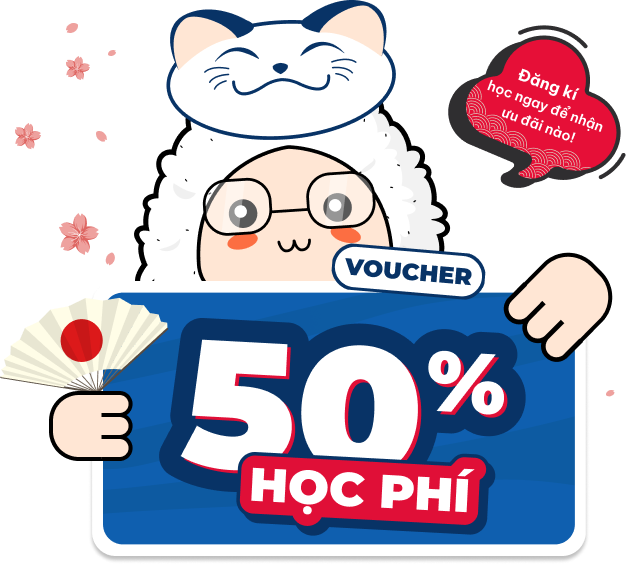 Đăng kí
học ngay để nhận
ưu đãi nào!
VOUCHER
50%
HỌC PHÍ